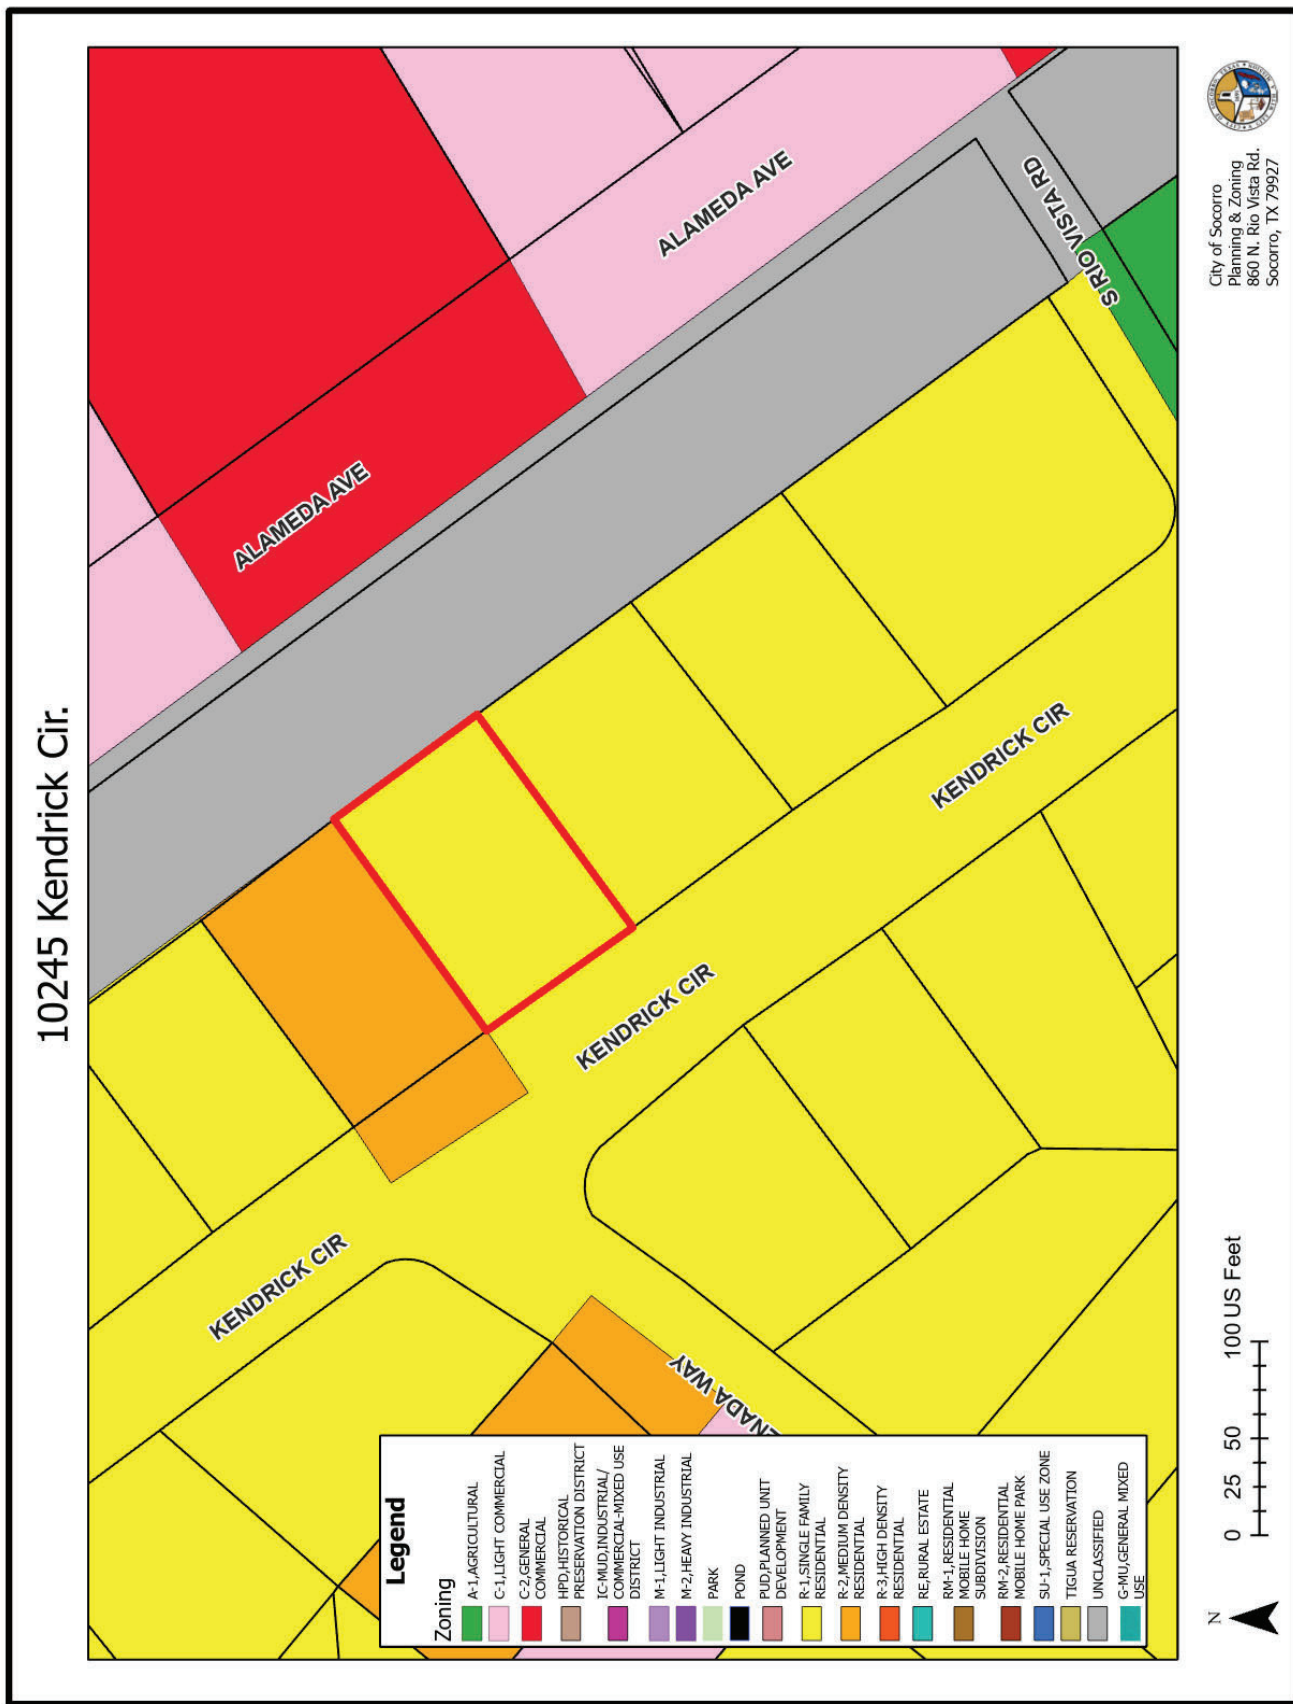 10245 Kendrick Cir.
ALAMEDA AVE
ALAMEDA AVE
S RIO VISTA RD
KENDRICK CIR
KENDRICK CIR
KENDRICK CIR
ENADA WAY
Legend
Zoning
A-1,AGRICULTURAL
C-1,LIGHT COMMERCIAL
C-2,GENERAL
COMMERCIAL
HPD,HISTORICAL
PRESERVATION DISTRICT
IC-MUD,INDUSTRIAL/
COMMERCIAL-MIXED USE
DISTRICT
M-1,LIGHT INDUSTRIAL
M-2,HEAVY INDUSTRIAL
PARK
POND
PUD,PLANNED UNIT
DEVELOPMENT
R-1,SINGLE FAMILY
RESIDENTIAL
R-2,MEDIUM DENSITY
RESIDENTIAL
R-3,HIGH DENSITY
RESIDENTIAL
RE,RURAL ESTATE
RM-1,RESIDENTIAL
MOBILE HOME
SUBDIVISION
RM-2,RESIDENTIAL
MOBILE HOME PARK
SU-1,SPECIAL USE ZONE
TIGUA RESERVATION
UNCLASSIFIED
G-MU,GENERAL MIXED
USE
N
0 25 50 100 US Feet
City of Socorro
Planning & Zoning
860 N. Rio Vista Rd.
Socorro, TX 79927